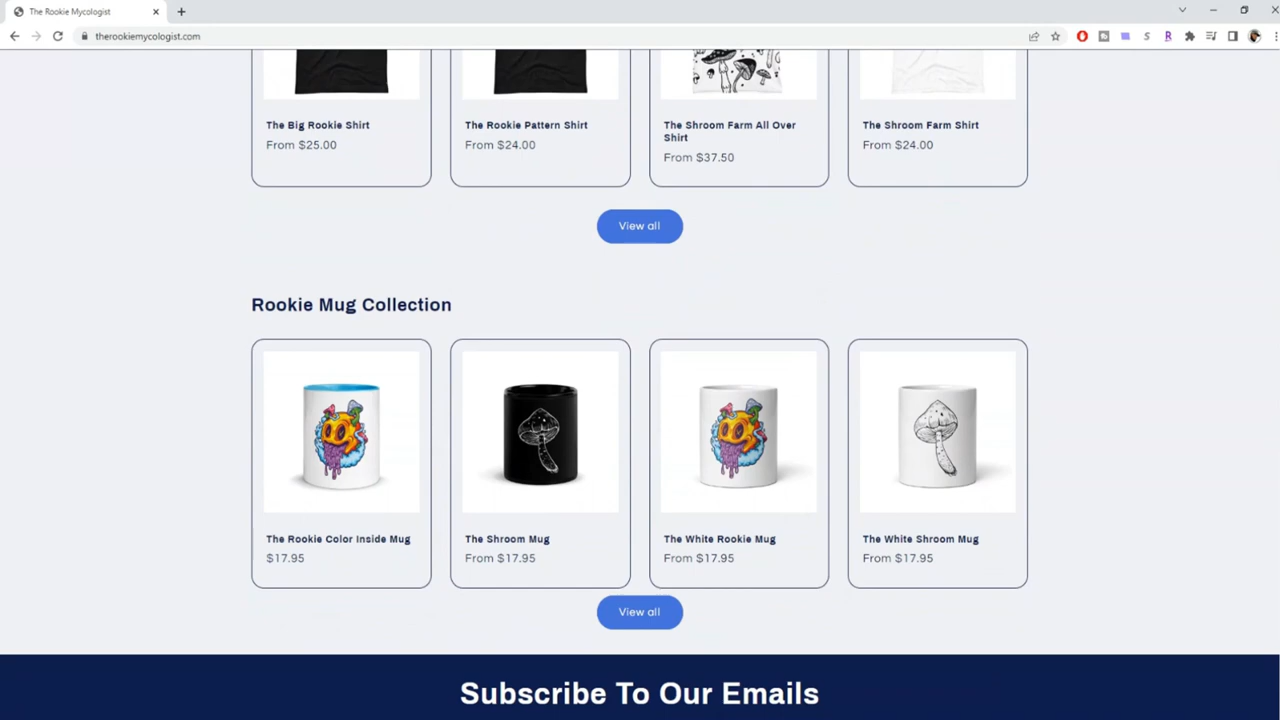 The Rookie Mycologist
therookiemycologist.com
The Big Rookie Shirt
From $25.00
The Rookie Pattern Shirt
From $24.00
The Shroom Farm All Over
Shirt
From $37.50
The Shroom Farm Shirt
From $24.00
View all
Rookie Mug Collection
The Rookie Color Inside Mug
$17.95
The Shroom Mug
From $17.95
The White Rookie Mug
From $17.95
The White Shroom Mug
From $17.95
View all
Subscribe To Our Emails